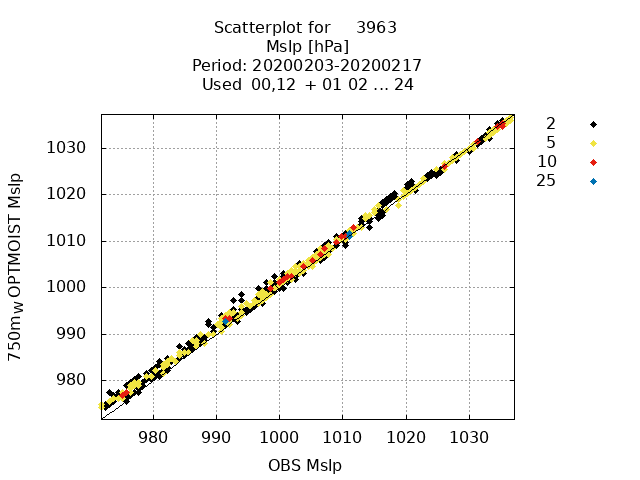 Scatterplot for 3963
Mslp [hPa]
Period: 20200203-20200217
Used 00,12 + 01 02 ... 24
2
5
10
25
1030
1020
1010
1000
990
980
750mW OPTMOIST Mslp
980 990 1000 1010 1020 1030
OBS Mslp